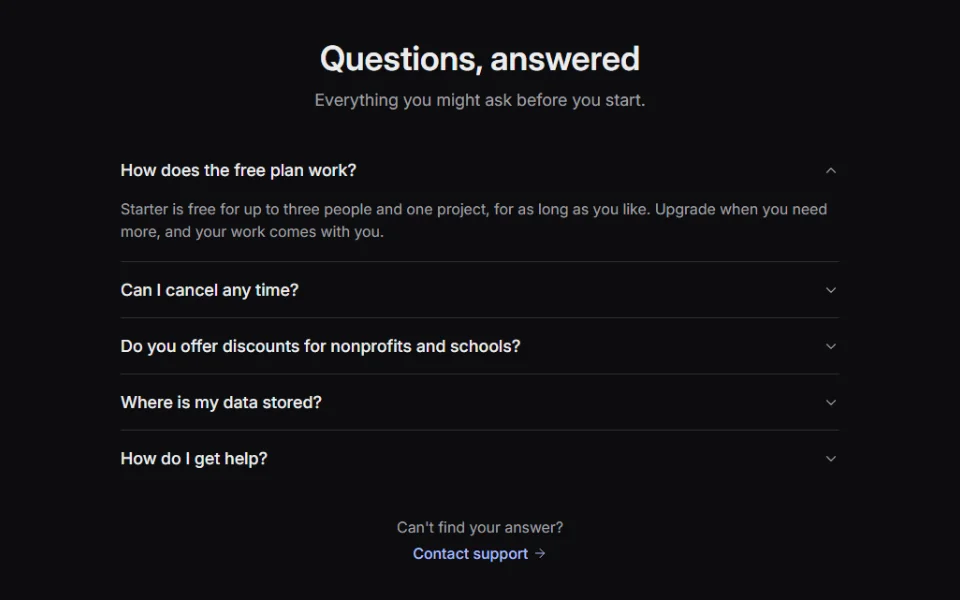 Questions, answered
Everything you might ask before you start.
How does the free plan work?
Starter is free for up to three people and one project, for as long as you like. Upgrade when you need
more, and your work comes with you.
Can I cancel any time?
Do you offer discounts for nonprofits and schools?
Where is my data stored?
How do I get help?
Can't find your answer?
Contact support →